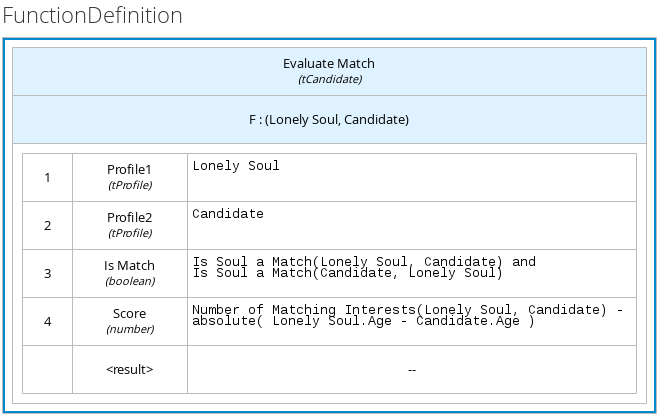 FunctionDefinition
Evaluate Match
(tCandidate)
F : (Lonely Soul, Candidate)
1
Profile1
(tProfile)
Lonely Soul
2
Profile2
(tProfile)
Candidate
3
Is Match
(boolean)
Is Soul a Match(Lonely Soul, Candidate) and
Is Soul a Match(Candidate, Lonely Soul)
4
Score
(number)
Number of Matching Interests(Lonely Soul, Candidate) -
absolute( Lonely Soul.Age - Candidate.Age )
<result>
--